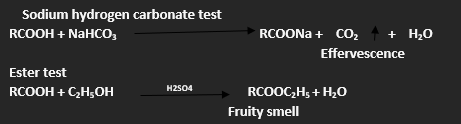 Sodium hydrogen carbonate test
RCOOH + NaHCO₃ RCOONa + CO₂ + H₂O
Effervescence
Ester test
RCOOH + C₂H₅OH H2SO4 RCOOC₂H₅ + H₂O
Fruity smell